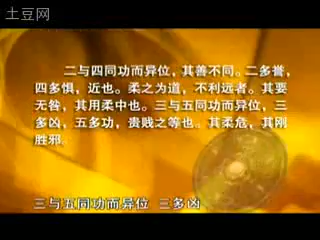 土豆网
二与四同功而异位，其善不同。二多誉，
四多惧，近也。柔之为道，不利远者。其要
无咎，其用柔中也。三与五同功而异位，三
多凶，五多功，贵贱之等也。其柔危，其刚
胜邪
三与五同功而异位 三多凶